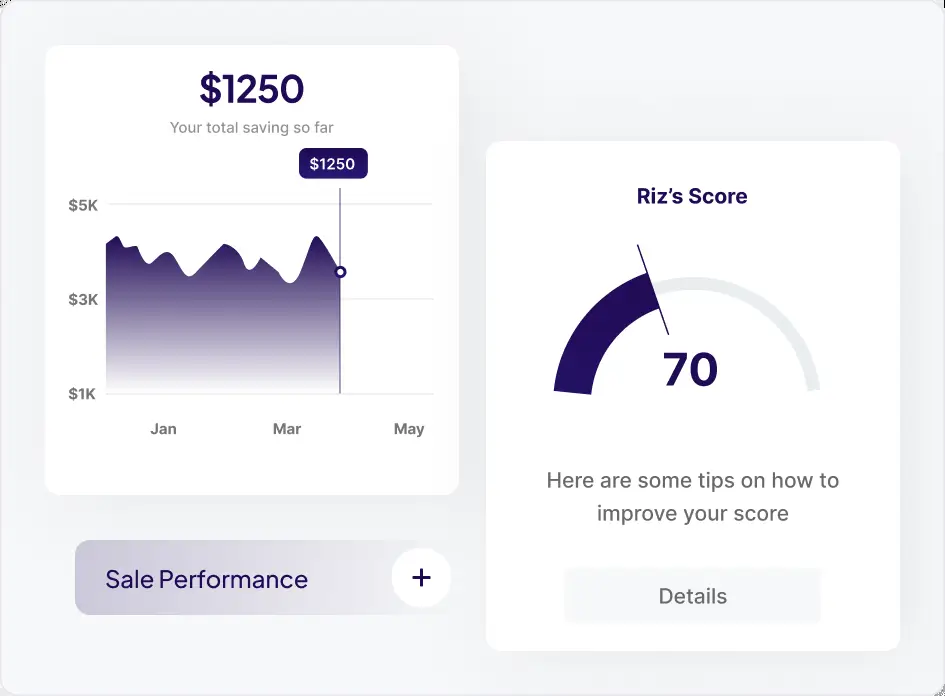 $1250
Your total saving so far
$1250
$5K
$3K
$1K
Jan Mar May
Sale Performance
+
Riz’s Score
70
Here are some tips on how to
improve your score
Details